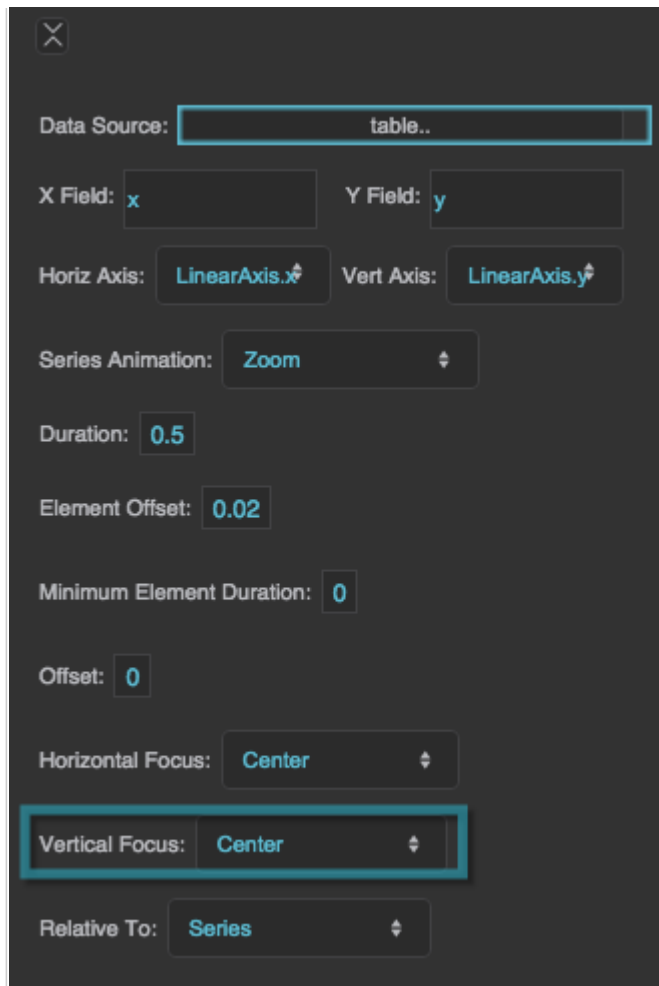 Data Source: table..
X Field: x Y Field: y
Horiz Axis: LinearAxis.x Vert Axis: LinearAxis.y
Series Animation: Zoom
Duration: 0.5
Element Offset: 0.02
Minimum Element Duration: 0
Offset: 0
Horizontal Focus: Center
Vertical Focus: Center
Relative To: Series